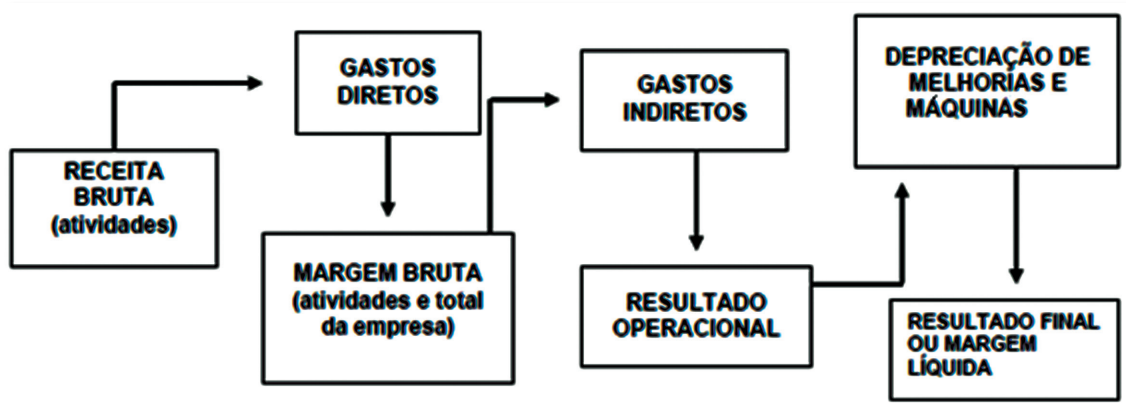 RECEITA
BRUTA
(atividades)
GASTOS
DIRETOS
MARGEM BRUTA
(atividades e total
da empresa)
GASTOS
INDIRETOS
RESULTADO
OPERACIONAL
DEPRECIAÇÃO DE
MELHORIAS E
MÁQUINAS
RESULTADO FINAL
OU MARGEM
LÍQUIDA